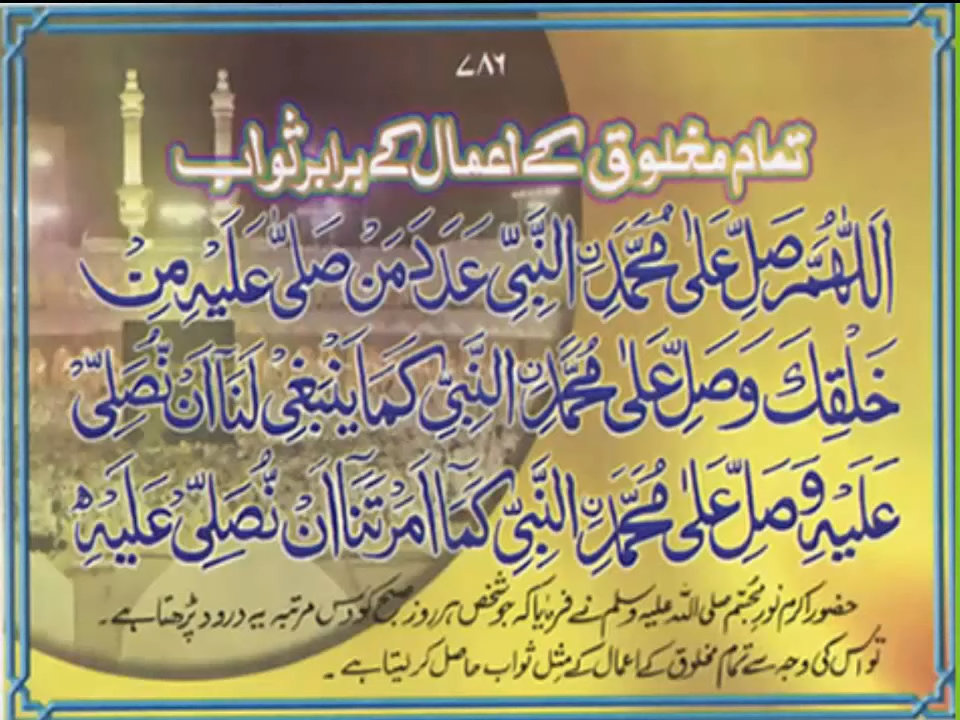 ۷۸۶
تمام مخلوق کے اعمال کے برابر ثواب
اَللّٰهُمَّ صَلِّ عَلٰى مُحَمَّدِنِ النَّبِيِّ عَدَدَ مَنْ صَلّٰى عَلَيْهِ مِنْ
خَلْقِكَ وَصَلِّ عَلٰى مُحَمَّدِنِ النَّبِيِّ كَمَا يَنْبَغِيْ لَنَا اَنْ نُّصَلِّيَ
عَلَيْهِ وَصَلِّ عَلٰى مُحَمَّدِنِ النَّبِيِّ كَمَا اَمَرْتَنَا اَنْ نُّصَلِّيَ عَلَيْهِ
حضور اکرم نور مجسّم صلی اللہ علیہ وسلم نے فرمایا کہ جو شخص ہر روز صبح کو دس مرتبہ یہ درود پڑھتا ہے۔
تو اس کی وجہ سے تمام مخلوق کے اعمال کے مِثل ثواب حاصل کر لیتا ہے۔